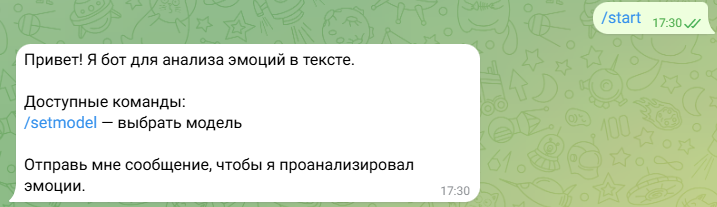 /start
17:30
Привет! Я бот для анализа эмоций в тексте.
Доступные команды:
/setmodel — выбрать модель
Отправь мне сообщение, чтобы я проанализировал
эмоции.
17:30